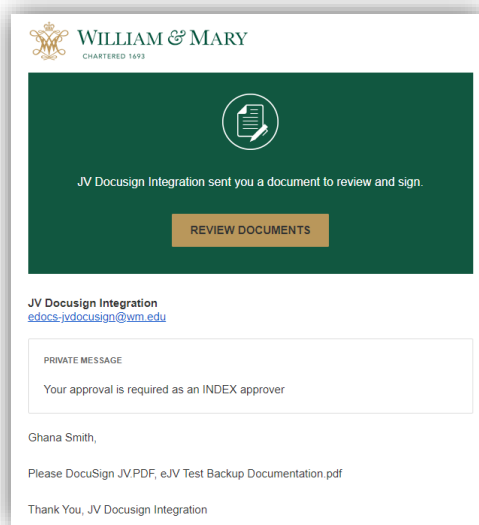 WILLIAM & MARY
CHARTERED 1693
JV Docusign Integration sent you a document to review and sign.
REVIEW DOCUMENTS
JV Docusign Integration
edocs-jvdocusign@wm.edu
PRIVATE MESSAGE
Your approval is required as an INDEX approver
Ghana Smith,
Please DocuSign JV.PDF, eJV Test Backup Documentation.pdf
Thank You, JV Docusign Integration